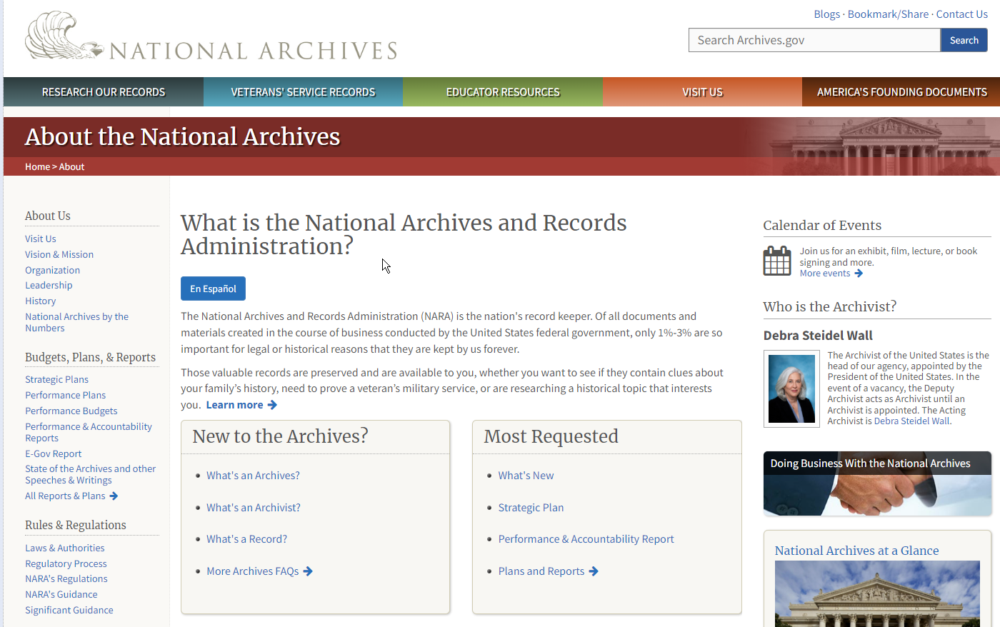 NATIONAL ARCHIVES
Blogs · Bookmark/Share · Contact Us
Search Archives.gov
Search
RESEARCH OUR RECORDS
VETERANS' SERVICE RECORDS
EDUCATOR RESOURCES
VISIT US
AMERICA'S FOUNDING DOCUMENTS
About the National Archives
Home > About
About Us
Visit Us
Vision & Mission
Organization
Leadership
History
National Archives by the
Numbers
Budgets, Plans, & Reports
Strategic Plans
Performance Plans
Performance Budgets
Performance & Accountability
Reports
E-Gov Report
State of the Archives and other
Speeches & Writings
All Reports & Plans
Rules & Regulations
Laws & Authorities
Regulatory Process
NARA's Regulations
NARA's Guidance
Significant Guidance
What is the National Archives and Records
Administration?
En Español
The National Archives and Records Administration (NARA) is the nation's record keeper. Of all documents and
materials created in the course of business conducted by the United States federal government, only 1%-3% are so
important for legal or historical reasons that they are kept by us forever.
Those valuable records are preserved and are available to you, whether you want to see if they contain clues about
your family’s history, need to prove a veteran’s military service, or are researching a historical topic that interests
you. Learn more
New to the Archives?
What's an Archives?
What's an Archivist?
What's a Record?
More Archives FAQs
Most Requested
What's New
Strategic Plan
Performance & Accountability Report
Plans and Reports
Calendar of Events
Join us for an exhibit, film, lecture, or book
signing and more.
More events
Who is the Archivist?
Debra Steidel Wall
The Archivist of the United States is the
head of our agency, appointed by the
President of the United States. In the
event of a vacancy, the Deputy
Archivist acts as Archivist until an
Archivist is appointed. The Acting
Archivist is Debra Steidel Wall.
Doing Business With the National Archives
National Archives at a Glance